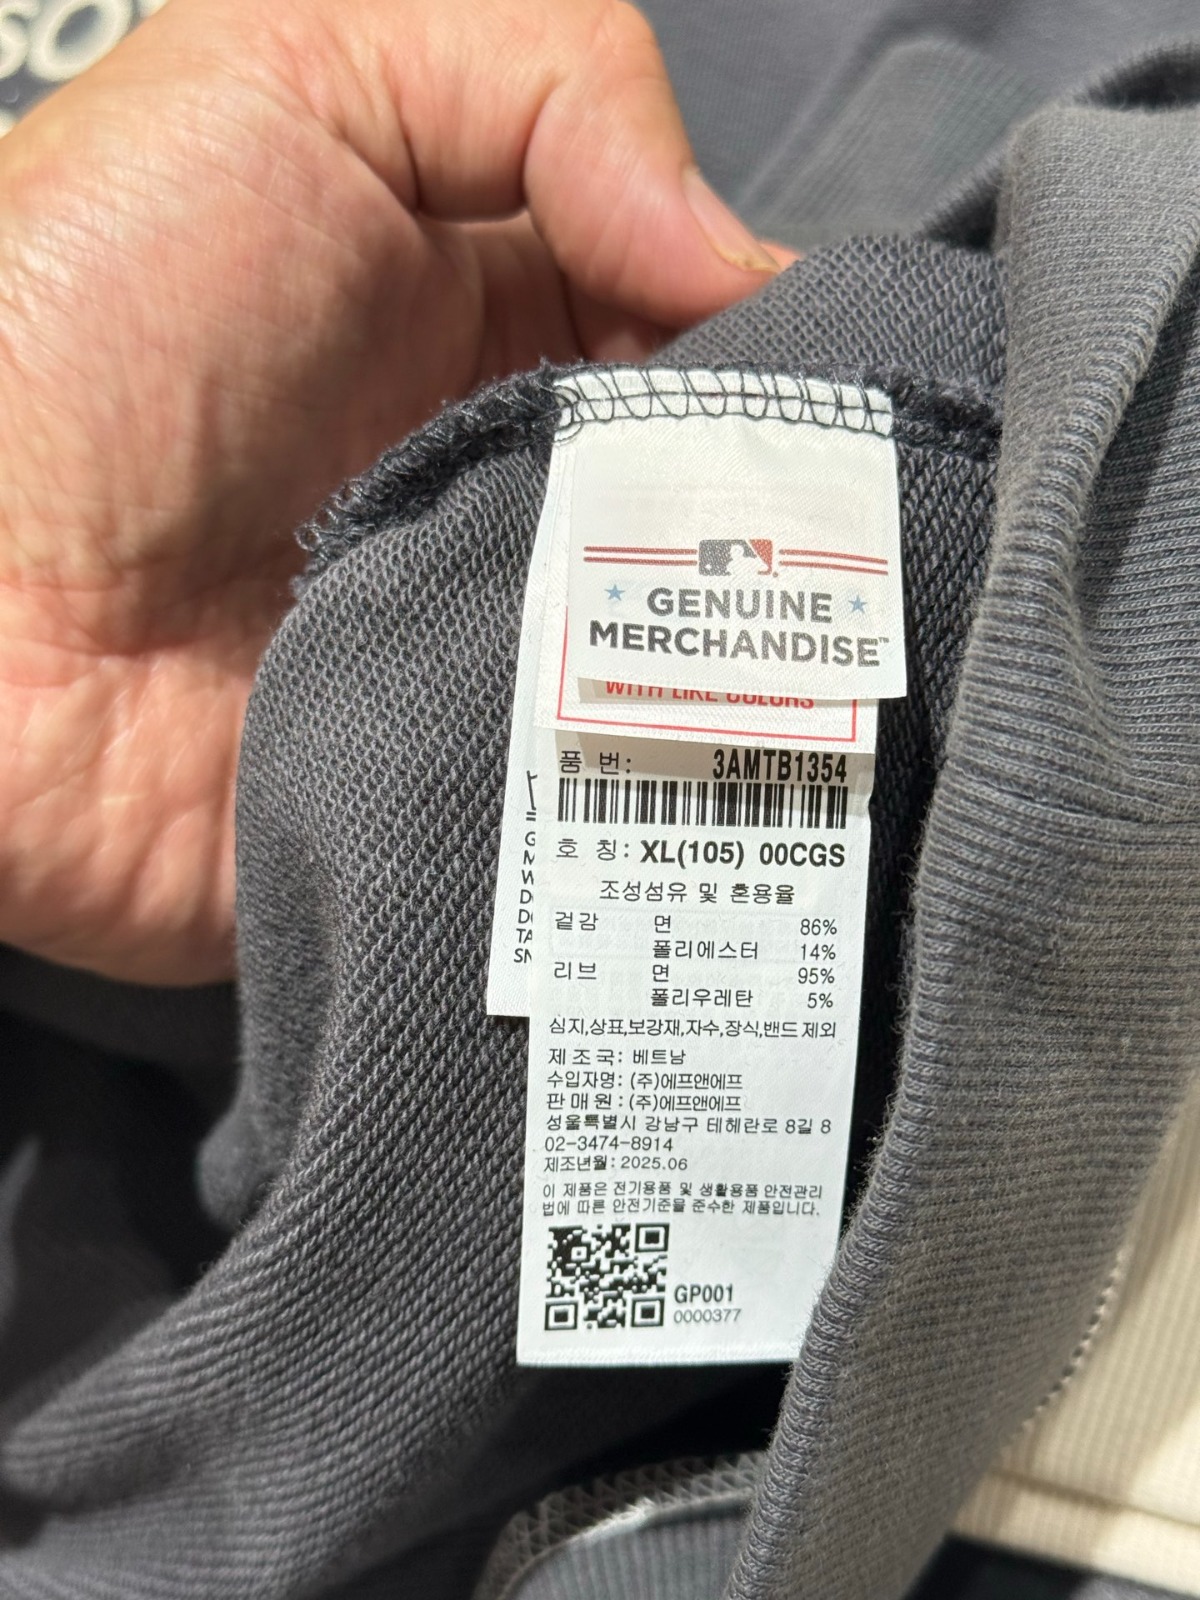 GENUINE
MERCHANDISE™
WITH LIKE COLORS
품 번: 3AMTB1354
호 칭: XL(105) 00CGS
조성섬유 및 혼용율
겉감 면 86%
폴리에스터 14%
리브 면 95%
폴리우레탄 5%
심지,상표,보강재,자수,장식,밴드 제외
제 조 국: 베트남
수입자명: (주)에프앤에프
판 매 원: (주)에프앤에프
성울특별시 강남구 테헤란로 8길 8
02-3474-8914
제조년월: 2025.06
이 제품은 전기용품 및 생활용품 안전관리
법에 따른 안전기준을 준수한 제품입니다.
GP001
0000377